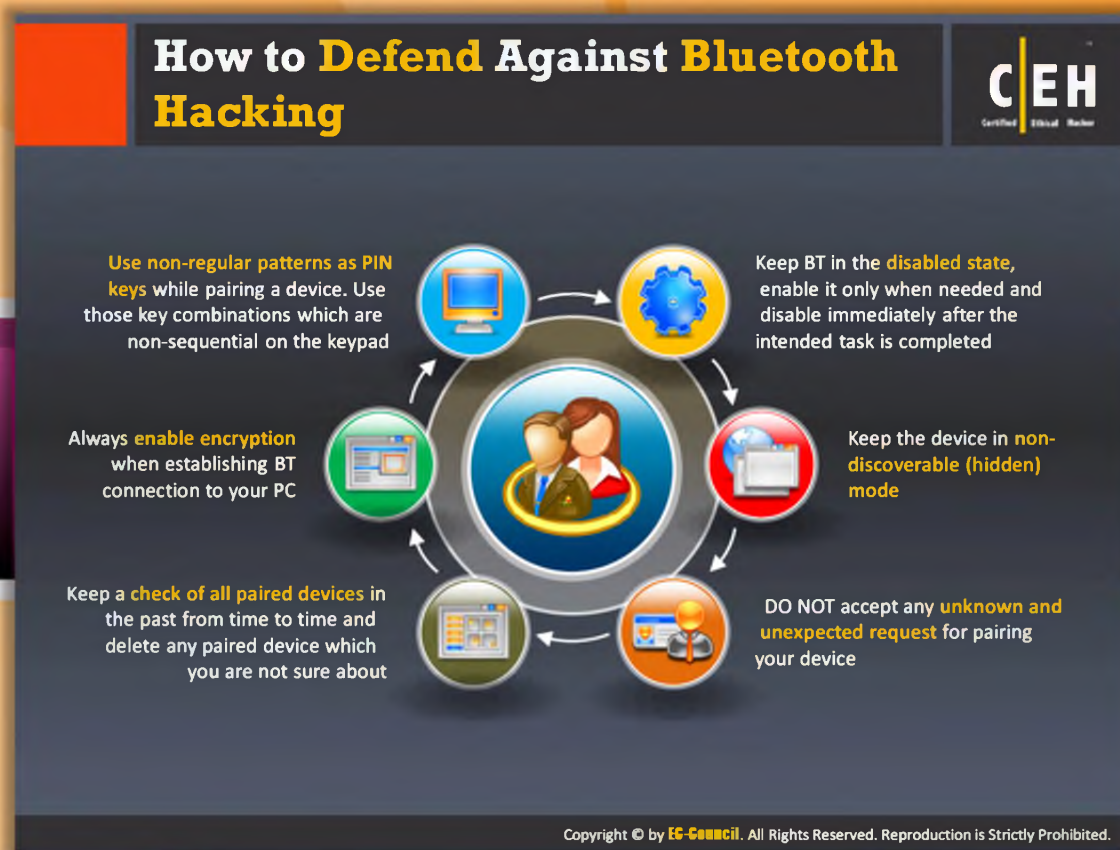 How to Defend Against Bluetooth
Hacking
C EH
Certified Ethical Hacker
Use non-regular patterns as PIN
keys while pairing a device. Use
those key combinations which are
non-sequential on the keypad
Keep BT in the disabled state,
enable it only when needed and
disable immediately after the
intended task is completed
Always enable encryption
when establishing BT
connection to your PC
Keep the device in non-
discoverable (hidden)
mode
Keep a check of all paired devices in
the past from time to time and
delete any paired device which
you are not sure about
DO NOT accept any unknown and
unexpected request for pairing
your device
Copyright © by EC-Council. All Rights Reserved. Reproduction is Strictly Prohibited.